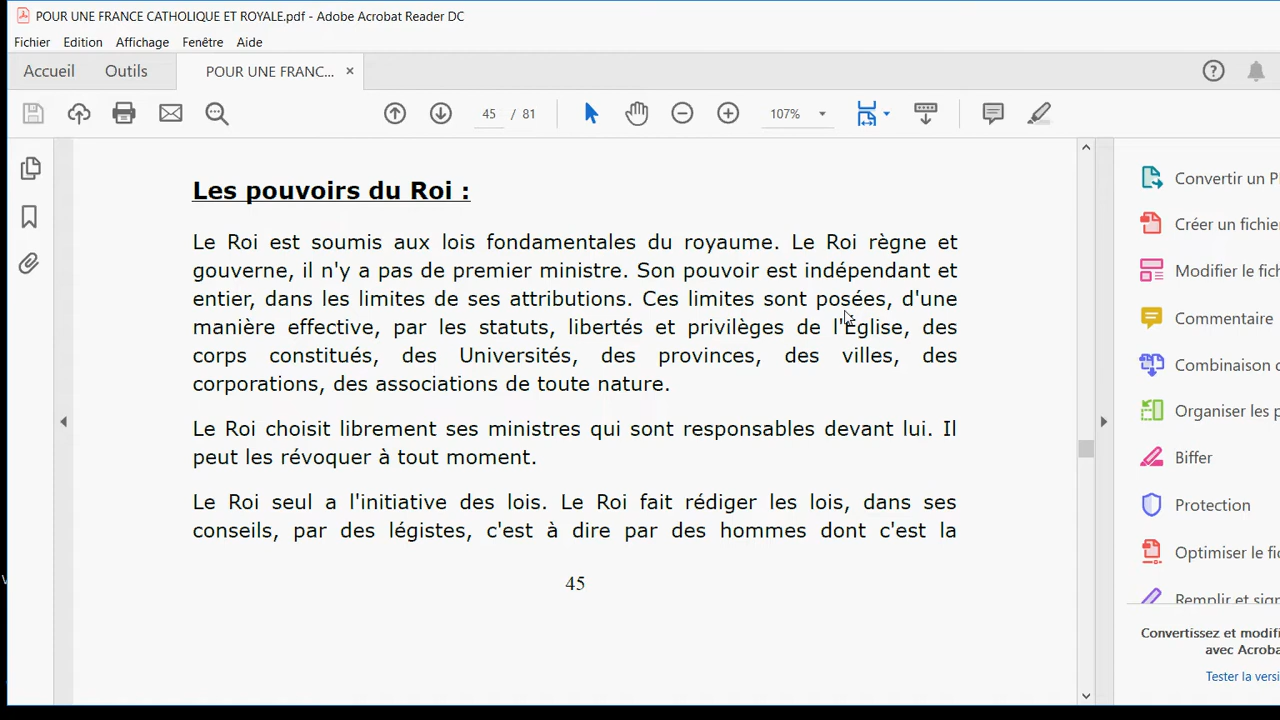 POUR UNE FRANCE CATHOLIQUE ET ROYALE.pdf - Adobe Acrobat Reader DC
Fichier Edition Affichage Fenêtre Aide
Accueil Outils POUR UNE FRANC... ×
45 / 81 107%
Les pouvoirs du Roi :
Le Roi est soumis aux lois fondamentales du royaume. Le Roi règne et
gouverne, il n'y a pas de premier ministre. Son pouvoir est indépendant et
entier, dans les limites de ses attributions. Ces limites sont posées, d'une
manière effective, par les statuts, libertés et privilèges de l'Eglise, des
corps constitués, des Universités, des provinces, des villes, des
corporations, des associations de toute nature.
Le Roi choisit librement ses ministres qui sont responsables devant lui. Il
peut les révoquer à tout moment.
Le Roi seul a l'initiative des lois. Le Roi fait rédiger les lois, dans ses
conseils, par des légistes, c'est à dire par des hommes dont c'est la
45
Convertir un P
Créer un fichie
Modifier le fich
Commentaire
Combinaison d
Organiser les p
Biffer
Protection
Optimiser le fic
Remplir et sign
Convertissez et modifi
avec Acroba
Tester la versi